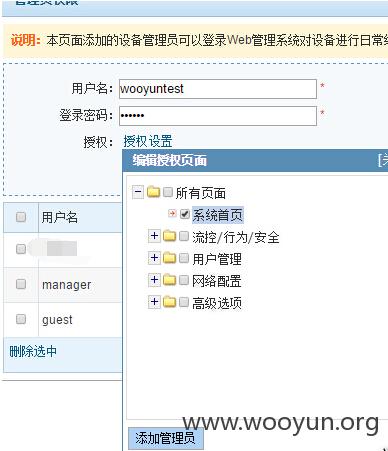 说明：本页面添加的设备管理员可以登录Web管理系统对设备进行日常
用户名： wooyuntest *
登录密码： •••••• *
授权： 授权设置
编辑授权页面
所有页面
系统首页
流控/行为/安全
用户管理
网络配置
高级选项
用户名
manager
guest
删除选中
添加管理员
www.wooyun.org